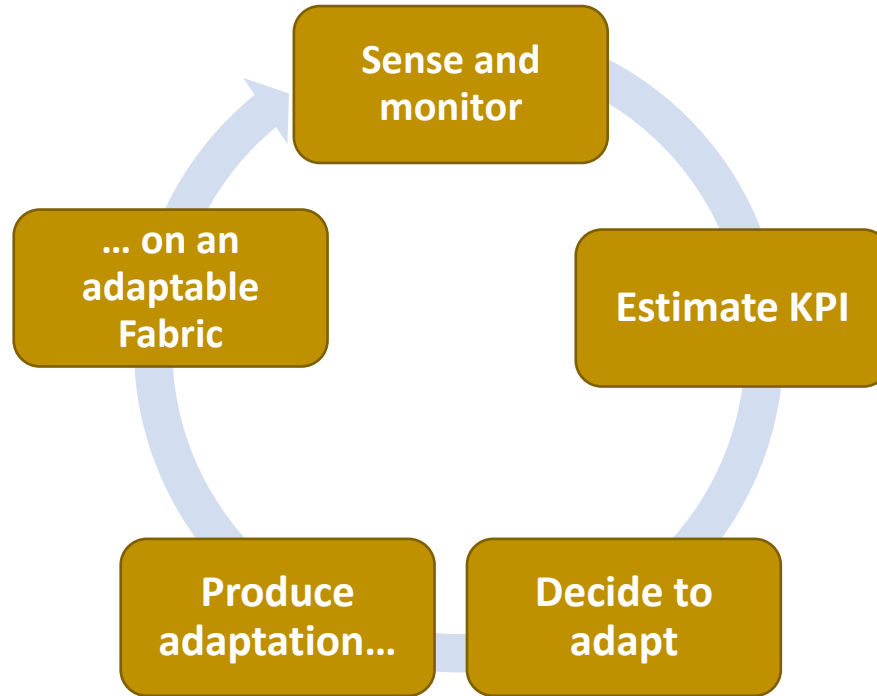 Sense and
monitor
Estimate KPI
Decide to
adapt
Produce
adaptation…
… on an
adaptable
Fabric